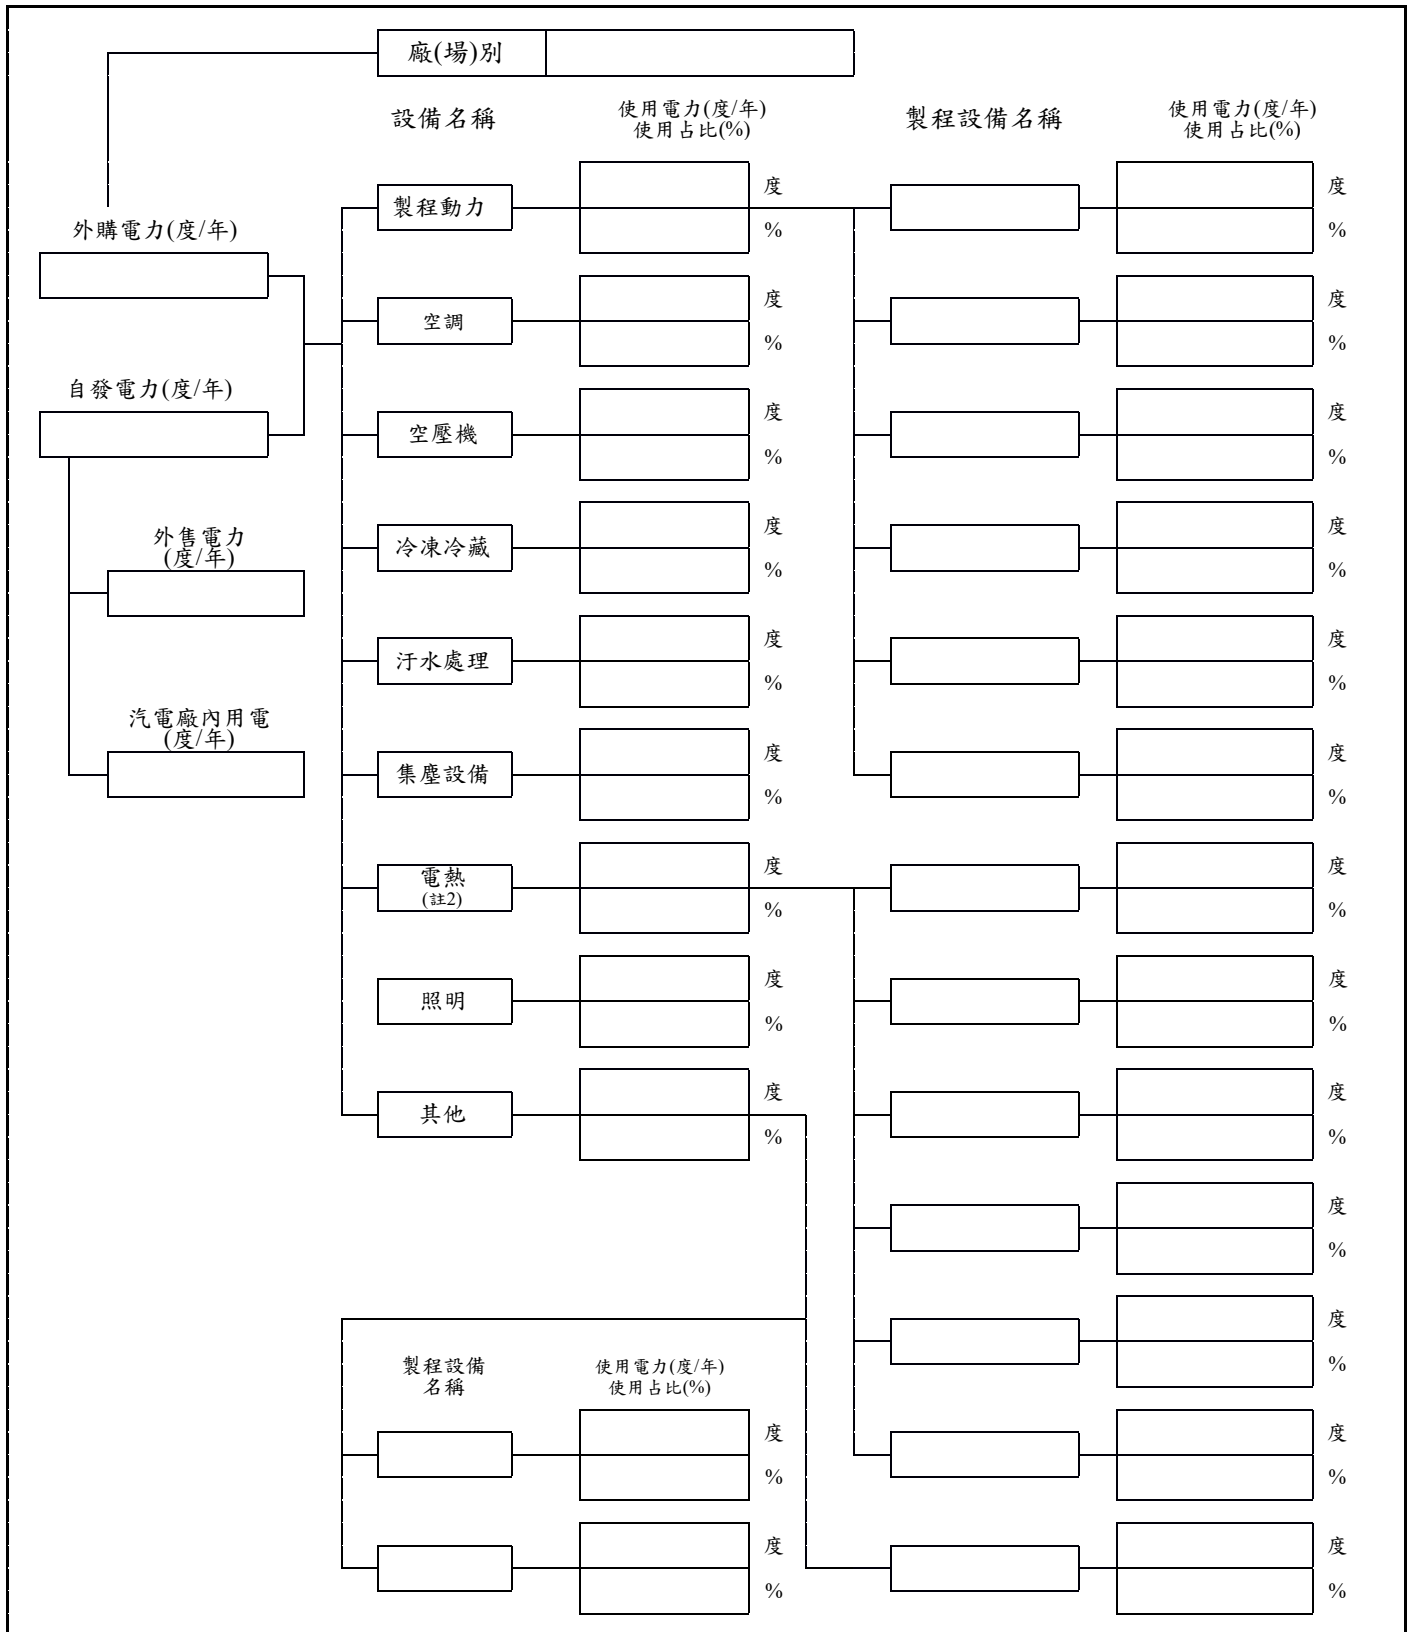 廠(場)別
設備名稱
使用電力(度/年)
使用占比(%)
製程設備名稱
使用電力(度/年)
使用占比(%)
外購電力(度/年)
自發電力(度/年)
外售電力
(度/年)
汽電廠內用電
(度/年)
製程動力
度
%
度
%
空調
度
%
度
%
空壓機
度
%
度
%
冷凍冷藏
度
%
度
%
汙水處理
度
%
度
%
集塵設備
度
%
度
%
電熱
(註2)
度
%
度
%
照明
度
%
度
%
其他
度
%
度
%
度
%
度
%
製程設備
名稱
使用電力(度/年)
使用占比(%)
度
%
度
%
度
%
度
%